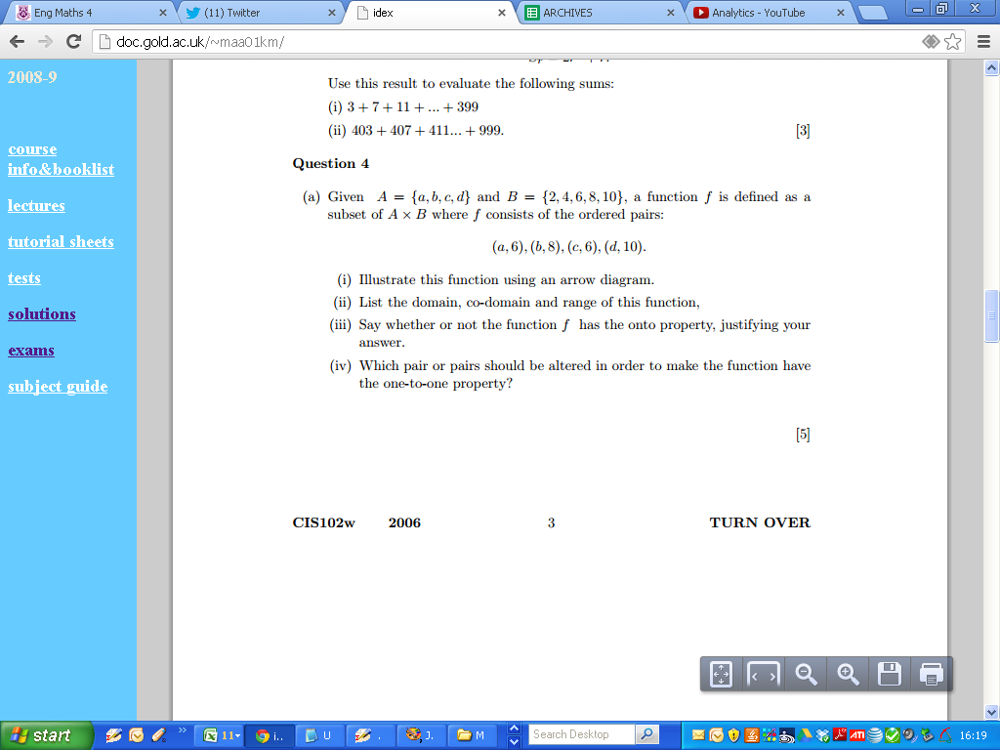 Eng Maths 4
(11) Twitter
idex
ARCHIVES
Analytics - YouTube
doc.gold.ac.uk/~maa01km/
2008-9
course
info&booklist
lectures
tutorial sheets
tests
solutions
exams
subject guide
Use this result to evaluate the following sums:
(i) 3 + 7 + 11 + ... + 399
(ii) 403 + 407 + 411... + 999. [3]
Question 4
(a) Given A = {a, b, c, d} and B = {2, 4, 6, 8, 10}, a function f is defined as a
subset of A × B where f consists of the ordered pairs:
(a, 6), (b, 8), (c, 6), (d, 10).
(i) Illustrate this function using an arrow diagram.
(ii) List the domain, co-domain and range of this function,
(iii) Say whether or not the function f has the onto property, justifying your
answer.
(iv) Which pair or pairs should be altered in order to make the function have
the one-to-one property?
[5]
CIS102w 2006 3 TURN OVER
start
11
i..
U
.
J.
M
Search Desktop
ATI
16:19